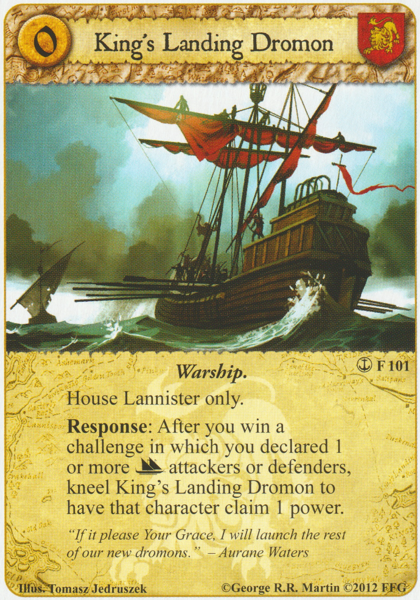 0
King's Landing Dromon
Warship.
F 101
House Lannister only.
Response: After you win a
challenge in which you declared 1
or more attackers or defenders,
kneel King's Landing Dromon to
have that character claim 1 power.
"If it please Your Grace, I will launch the rest
of our new dromons." – Aurane Waters
Illus. Tomasz Jedruszek
©George R.R. Martin ©2012 FFG